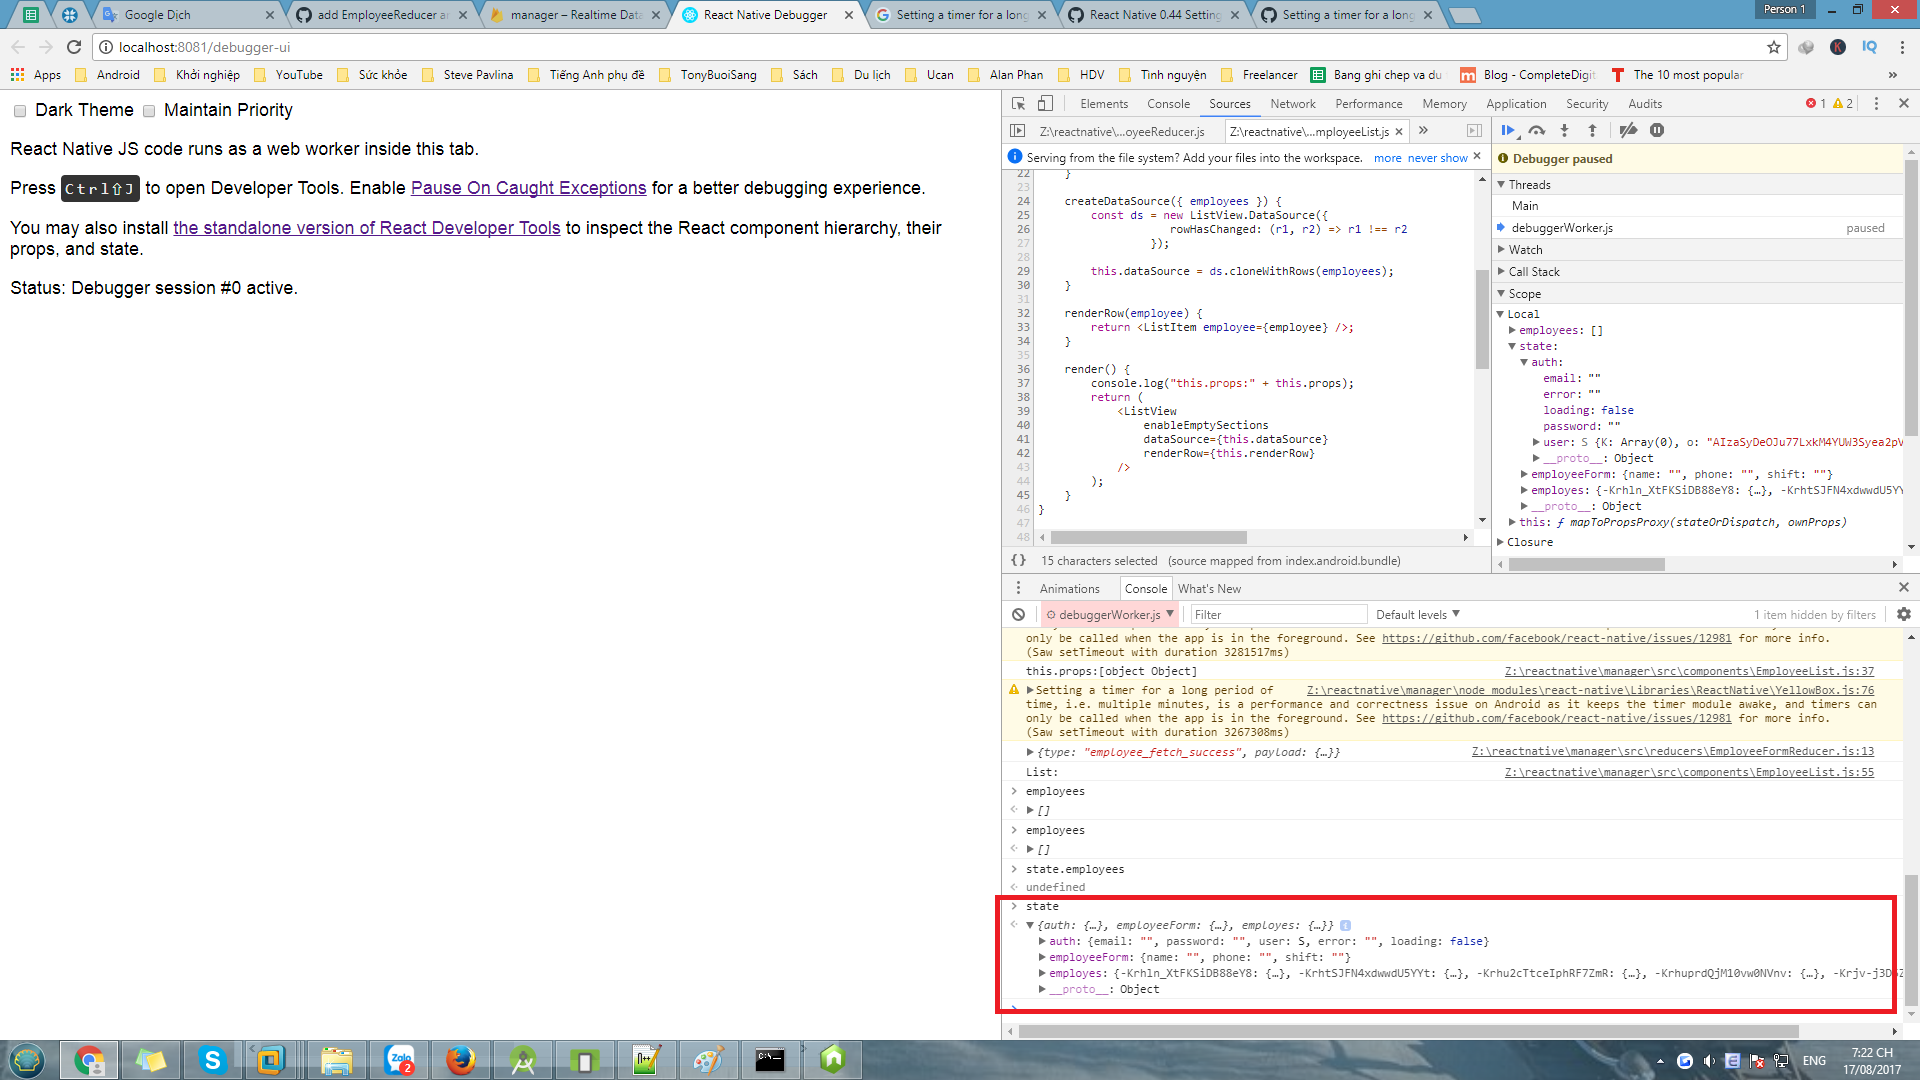 Person 1
Google Dịch
add EmployeeReducer ar
manager – Realtime Data
React Native Debugger
Setting a timer for a long
React Native 0.44 Setting
Setting a timer for a long
localhost:8081/debugger-ui
Apps
Android
Khởi nghiệp
YouTube
Sức khỏe
Steve Pavlina
Tiếng Anh phụ đề
TonyBuoiSang
Sách
Du lịch
Ucan
Alan Phan
HDV
Tình nguyện
Freelancer
Bang ghi chep va du
Blog - CompleteDigit
The 10 most popular
Dark Theme
Maintain Priority
React Native JS code runs as a web worker inside this tab.
Press Ctrl⇧J to open Developer Tools. Enable Pause On Caught Exceptions for a better debugging experience.
You may also install the standalone version of React Developer Tools to inspect the React component hierarchy, their
props, and state.
Status: Debugger session #0 active.
Elements
Console
Sources
Network
Performance
Memory
Application
Security
Audits
1
2
Z:\reactnative\...oyeeReducer.js
Z:\reactnative\...mployeeList.js
Serving from the file system? Add your files into the workspace. more never show
22 }
23
24 createDataSource({ employees }) {
25 const ds = new ListView.DataSource({
26 rowHasChanged: (r1, r2) => r1 !== r2
27 });
28
29 this.dataSource = ds.cloneWithRows(employees);
30 }
31
32 renderRow(employee) {
33 return <ListItem employee={employee} />;
34 }
35
36 render() {
37 console.log("this.props:" + this.props);
38 return (
39 <ListView
40 enableEmptySections
41 dataSource={this.dataSource}
42 renderRow={this.renderRow}
43 />
44 );
45 }
46 }
47
48
{} 15 characters selected (source mapped from index.android.bundle)
Debugger paused
Threads
Main
debuggerWorker.js paused
Watch
Call Stack
Scope
Local
employees: []
state:
auth:
email: ""
error: ""
loading: false
password: ""
user: S {K: Array(0), o: "AIzaSyDeOJu77LxkM4YUW3Syea2pV
__proto__: Object
employeeForm: {name: "", phone: "", shift: ""}
employes: {-Krhln_XtFKSiDB88eY8: {…}, -KrhtSJFN4xdwwdU5YY
__proto__: Object
this: ƒ mapToPropsProxy(stateOrDispatch, ownProps)
Closure
Animations
Console
What's New
debuggerWorker.js
Filter
Default levels
1 item hidden by filters
only be called when the app is in the foreground. See https://github.com/facebook/react-native/issues/12981 for more info.
(Saw setTimeout with duration 3281517ms)
this.props:[object Object] Z:\reactnative\manager\src\components\EmployeeList.js:37
Setting a timer for a long period of Z:\reactnative\manager\node_modules\react-native\Libraries\ReactNative\YellowBox.js:76
time, i.e. multiple minutes, is a performance and correctness issue on Android as it keeps the timer module awake, and timers can
only be called when the app is in the foreground. See https://github.com/facebook/react-native/issues/12981 for more info.
(Saw setTimeout with duration 3267308ms)
{type: "employee_fetch_success", payload: {…}} Z:\reactnative\manager\src\reducers\EmployeeFormReducer.js:13
List: Z:\reactnative\manager\src\components\EmployeeList.js:55
employees
[]
employees
[]
state.employees
undefined
state
{auth: {…}, employeeForm: {…}, employes: {…}}
auth: {email: "", password: "", user: S, error: "", loading: false}
employeeForm: {name: "", phone: "", shift: ""}
employes: {-Krhln_XtFKSiDB88eY8: {…}, -KrhtSJFN4xdwwdU5YYt: {…}, -Krhu2cTtceIphRF7ZmR: {…}, -KrhuprdQjM10vw0NVnv: {…}, -Krjv-j3D
__proto__: Object
Zalo
2
ENG
7:22 CH
17/08/2017